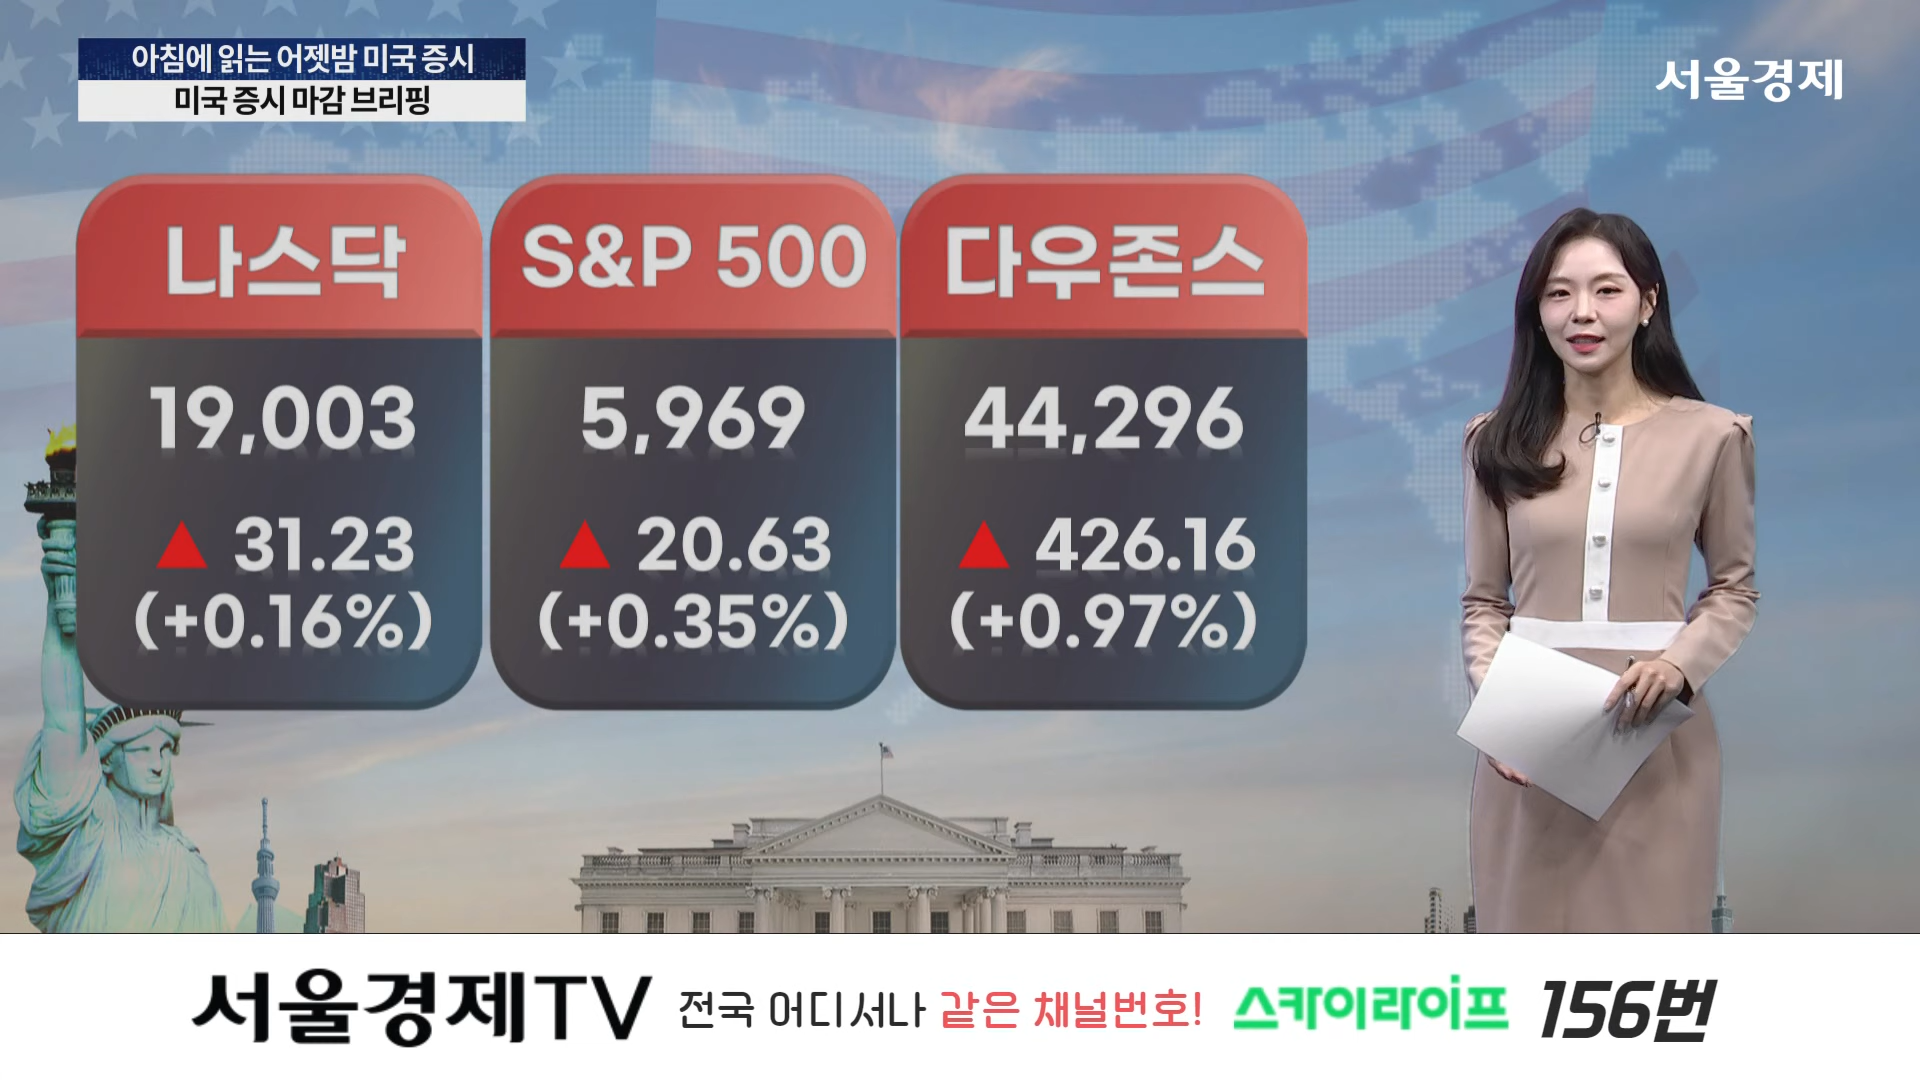 아침에 읽는 어젯밤 미국 증시
미국 증시 마감 브리핑
서울경제
나스닥
19,003
▲ 31.23
(+0.16%)
S&P 500
5,969
▲ 20.63
(+0.35%)
다우존스
44,296
▲ 426.16
(+0.97%)
서울경제TV 전국 어디서나 같은 채널번호! 스카이라이프 156번